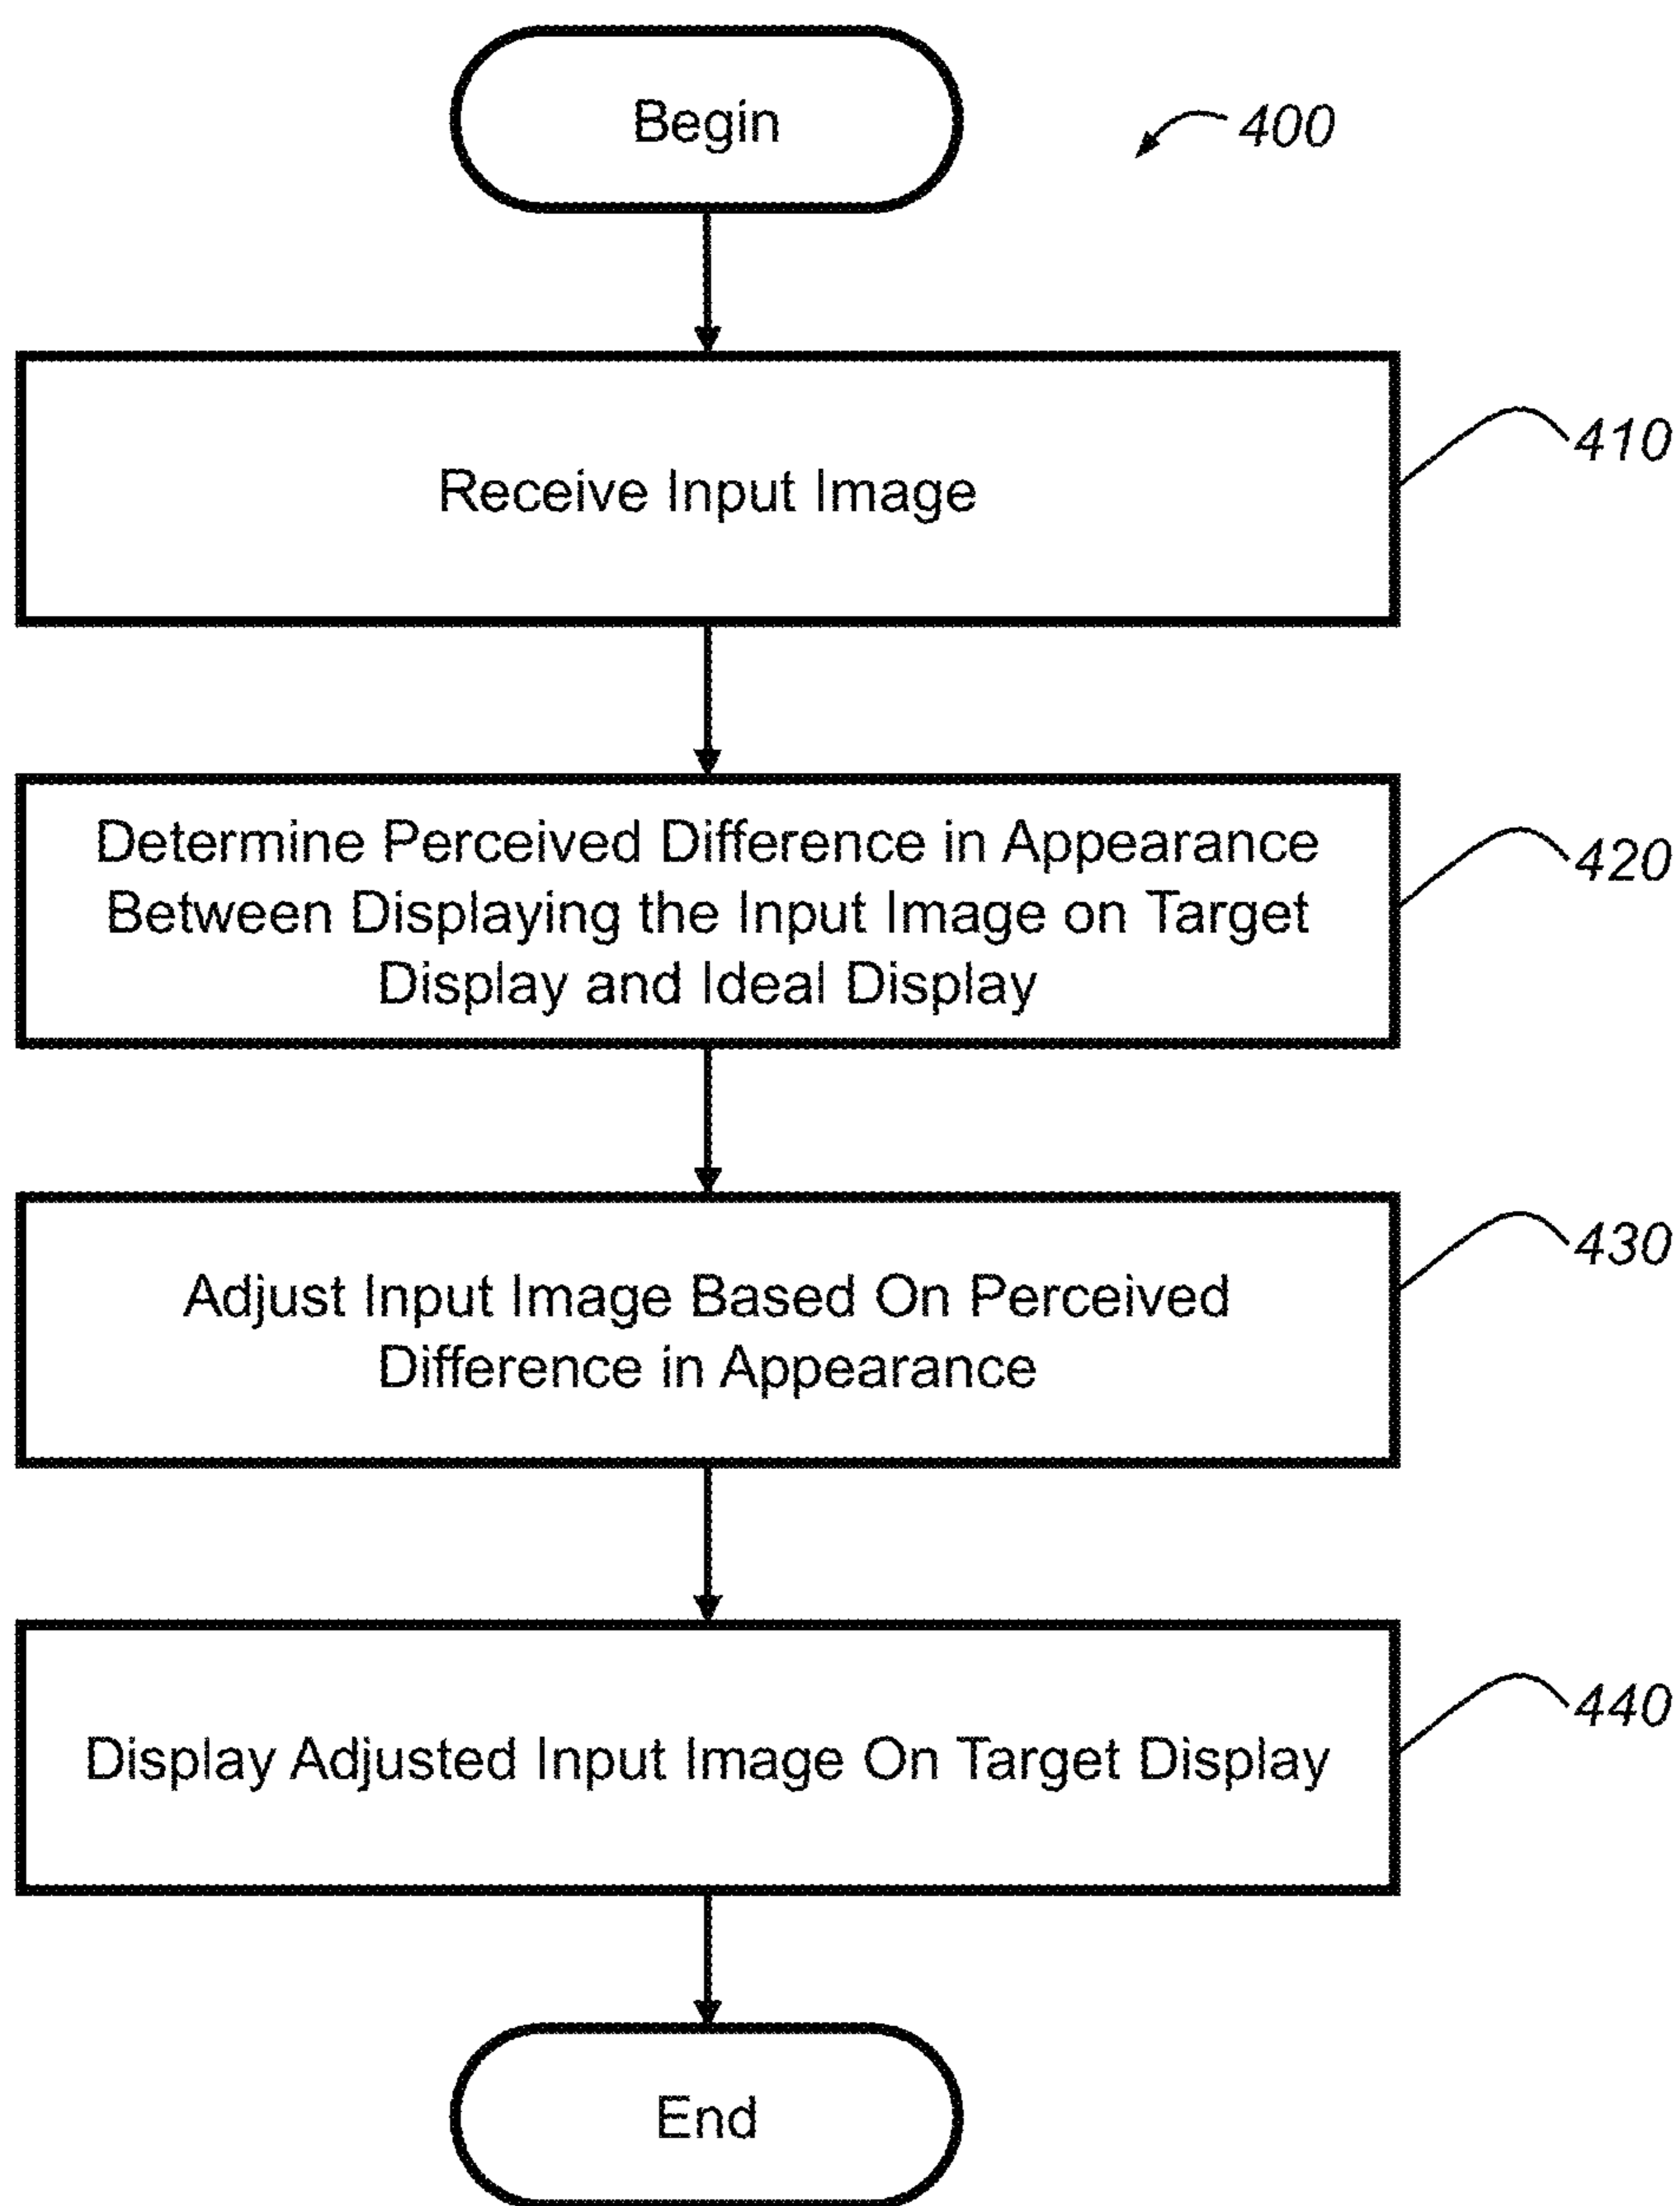 Begin
400
Receive Input Image
410
Determine Perceived Difference in Appearance
Between Displaying the Input Image on Target
Display and Ideal Display
420
Adjust Input Image Based On Perceived
Difference in Appearance
430
Display Adjusted Input Image On Target Display
440
End